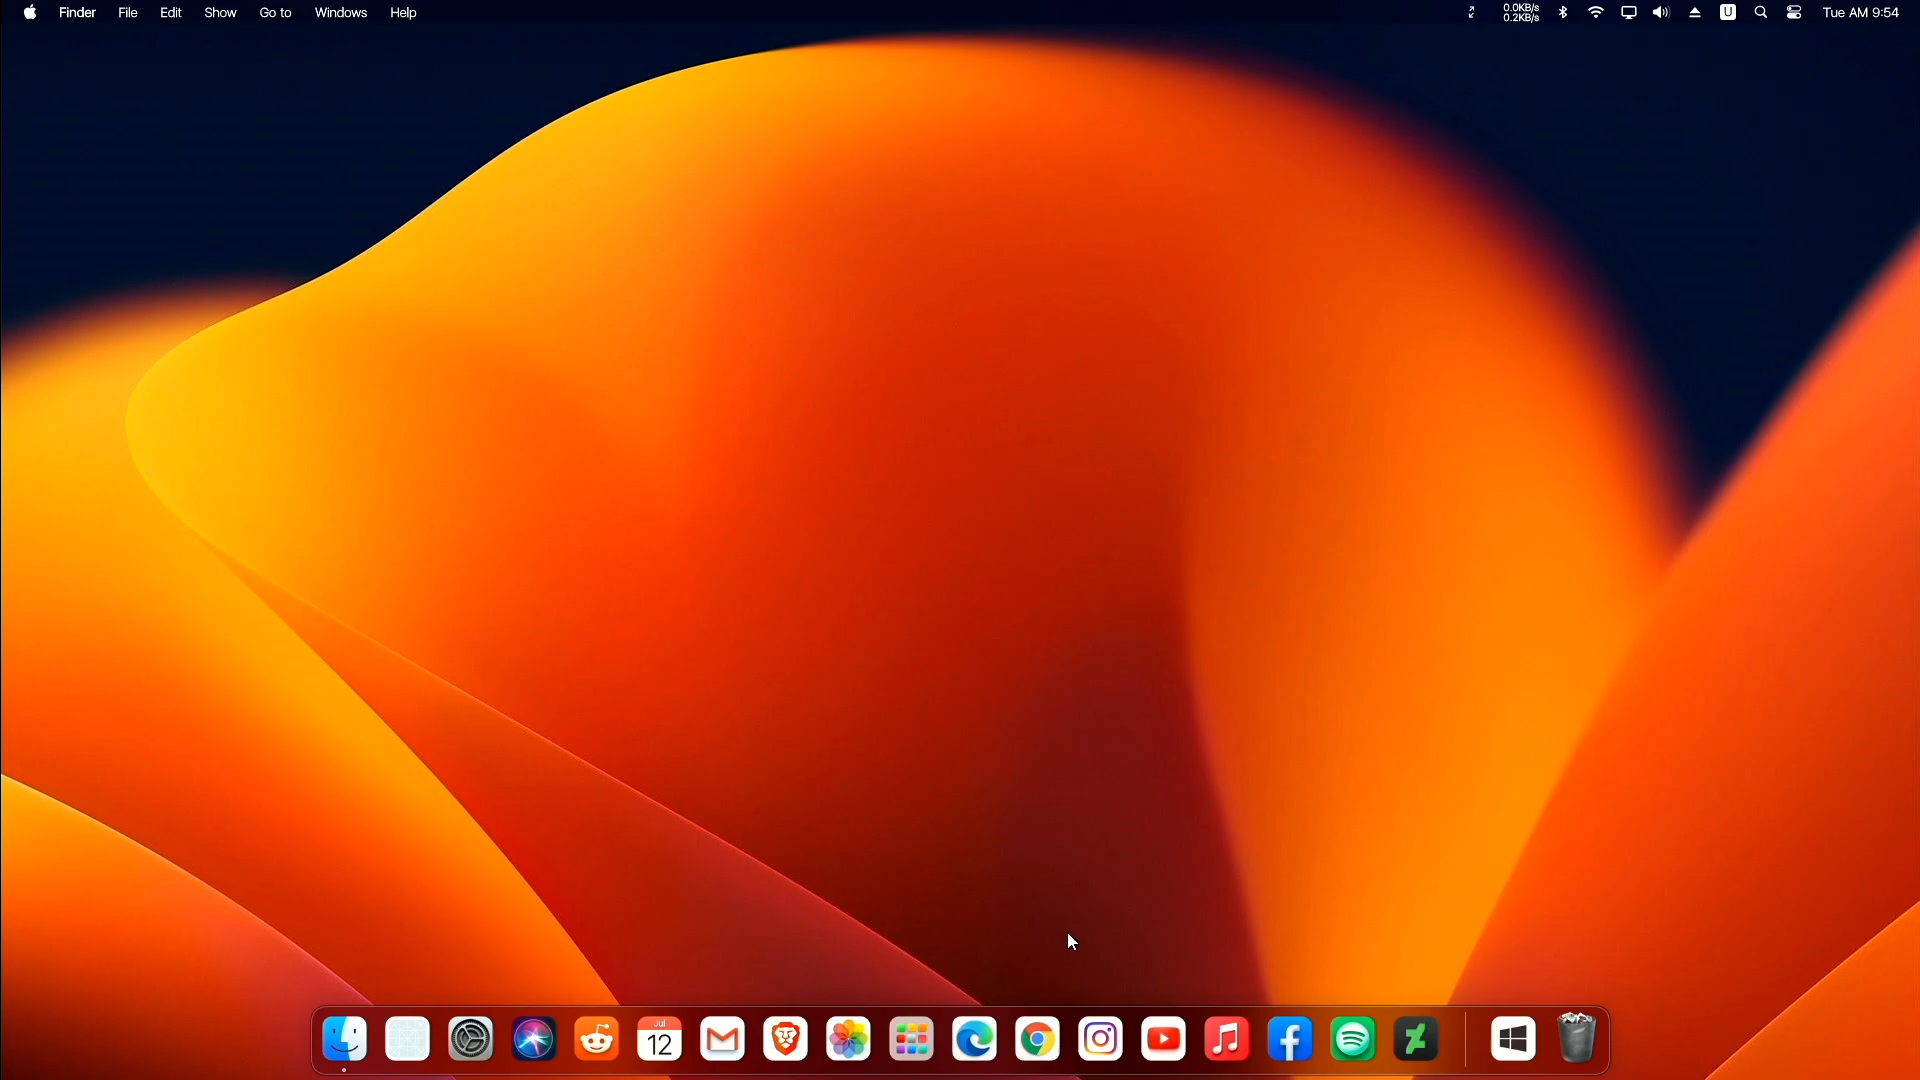 Finder File Edit Show Go to Windows Help
0.0KB/s
0.2KB/s
U
Tue AM 9:54
Jul
12